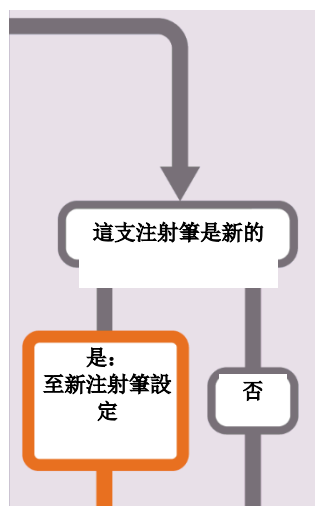 這支注射筆是新的
是：
至新注射筆設
定
否